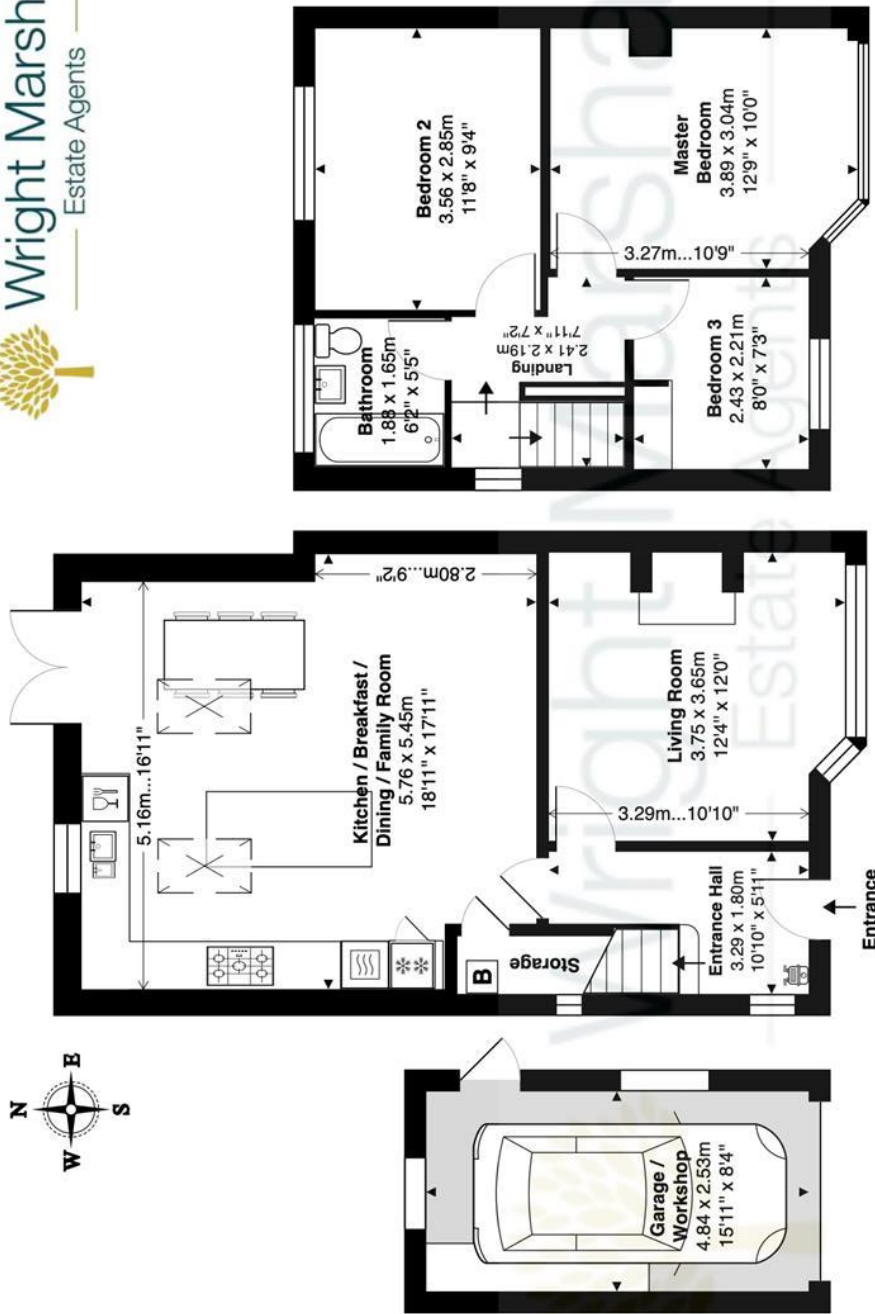 Wright Marsh
Estate Agents
N
W
E
S
Bedroom 2
3.56 x 2.85m
11'8" x 9'4"
Bathroom
1.88 x 1.65m
6'2" x 5'5"
Landing
2.41 x 2.19m
7'11" x 7'2"
3.27m...10'9"
Master
Bedroom
3.89 x 3.04m
12'9" x 10'0"
Bedroom 3
2.43 x 2.21m
8'0" x 7'3"
5.16m...16'11"
2.80m...9'2"
Kitchen / Breakfast /
Dining / Family Room
5.76 x 5.45m
18'11" x 17'11"
B
Storage
3.29m...10'10"
Living Room
3.75 x 3.65m
12'4" x 12'0"
Entrance Hall
3.29 x 1.80m
10'10" x 5'11"
Entrance
Garage /
Workshop
4.84 x 2.53m
15'11" x 8'4"
Wright Marsha
Estate Agents